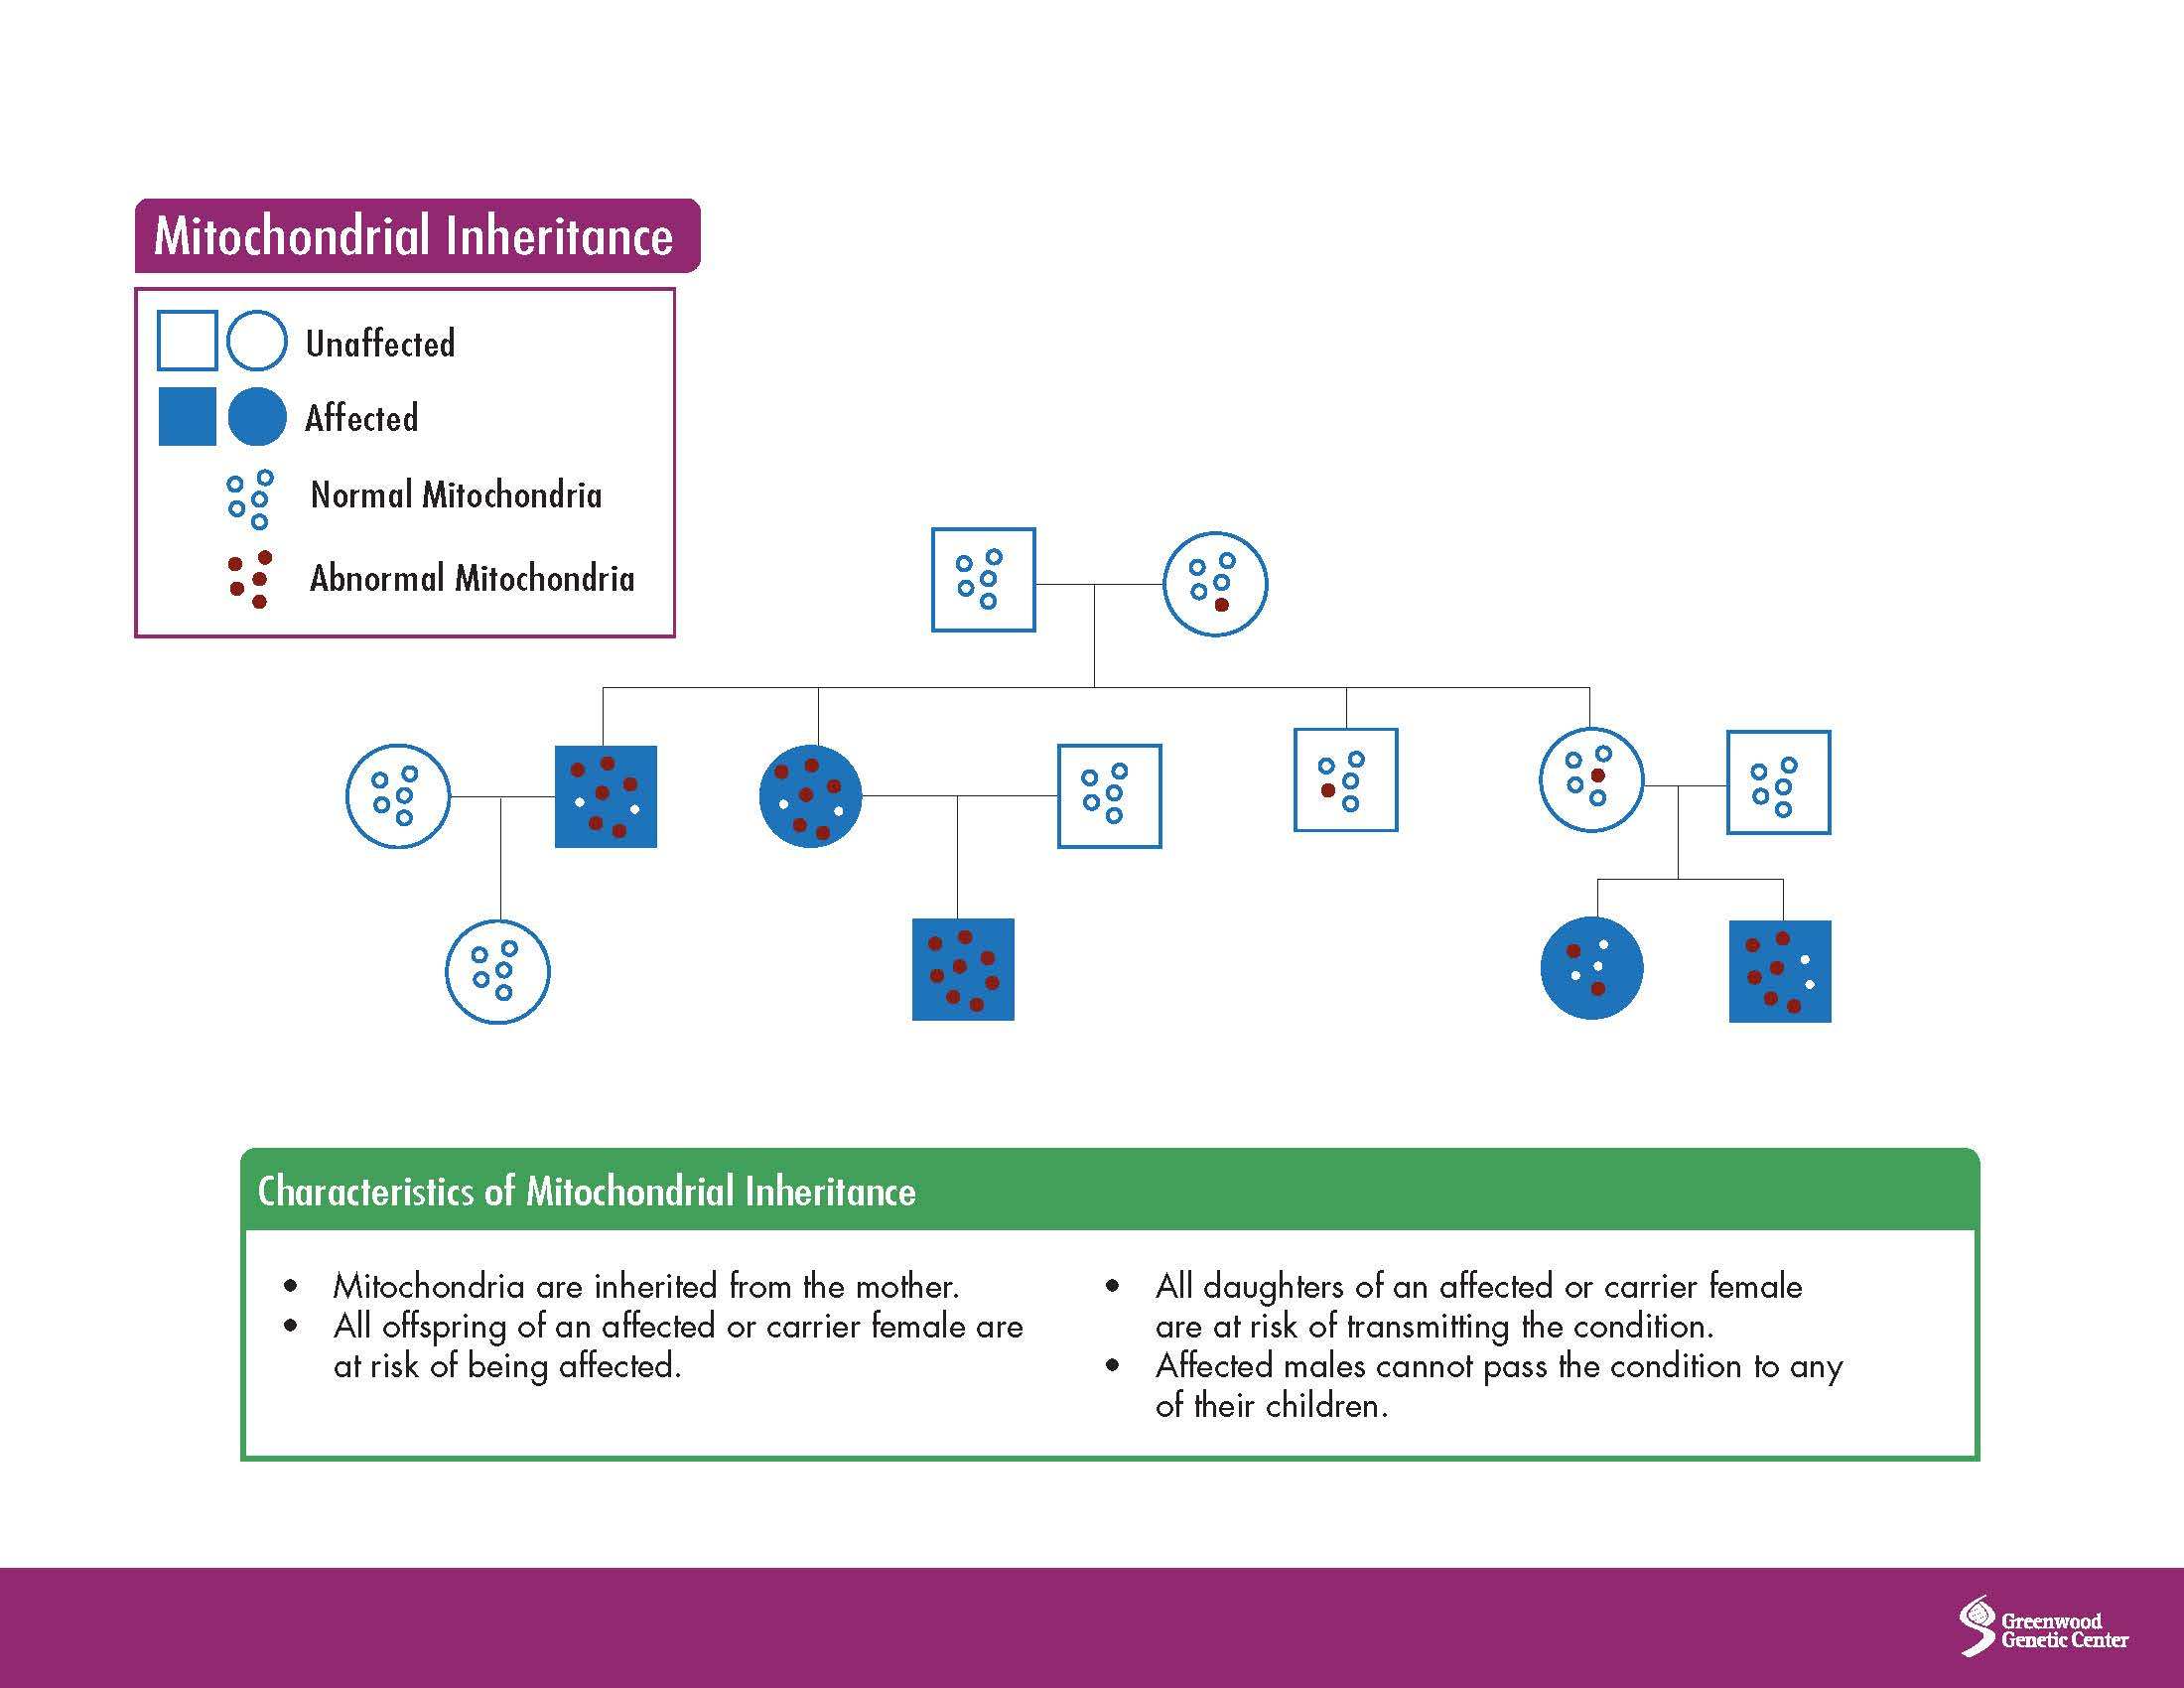 Mitochondrial Inheritance
Unaffected
Affected
Normal Mitochondria
Abnormal Mitochondria
Characteristics of Mitochondrial Inheritance
• Mitochondria are inherited from the mother.
• All offspring of an affected or carrier female are
at risk of being affected.
• All daughters of an affected or carrier female
are at risk of transmitting the condition.
• Affected males cannot pass the condition to any
of their children.
Greenwood
Genetic Center